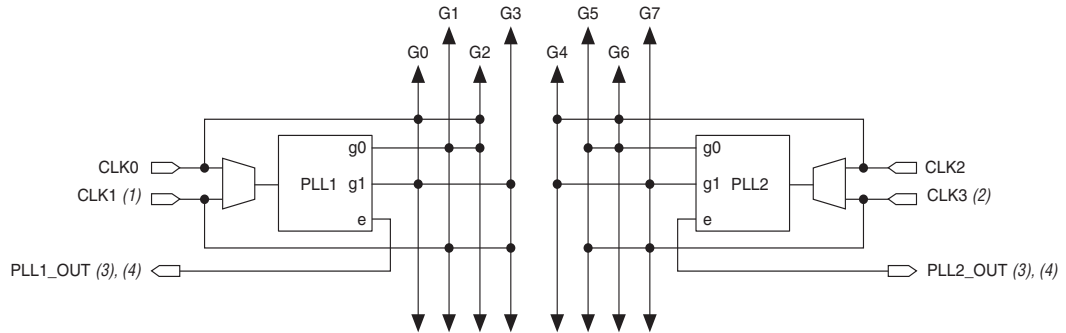 G1 G3 G5 G7
G0 G2 G4 G6
g0 g0
CLK0 CLK2
PLL1 g1 g1 PLL2
CLK1 (1) CLK3 (2)
e e
PLL1_OUT (3), (4) PLL2_OUT (3), (4)